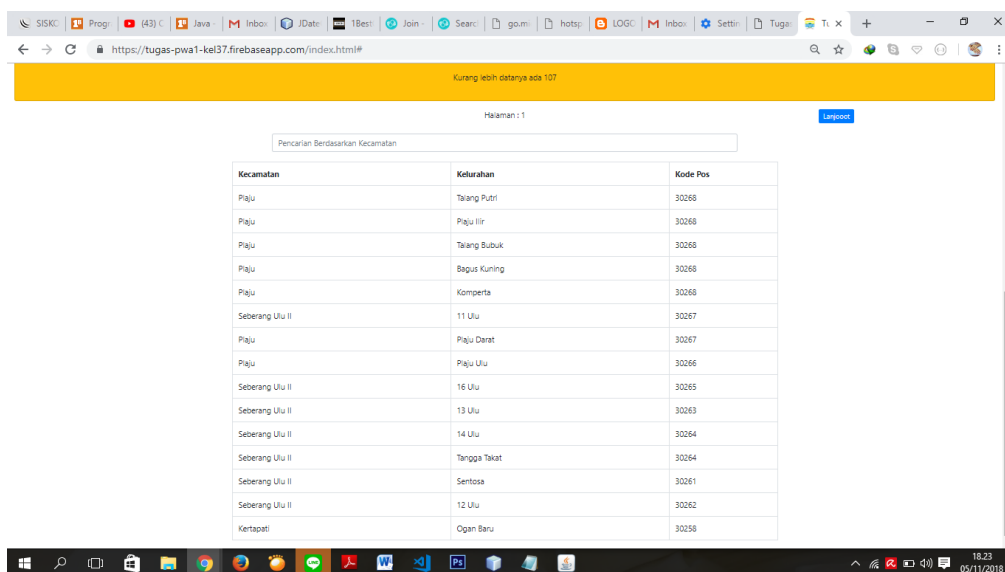 SISKO Progr (43) C Java - Inbox JDate 1Best Join - Searc go.m hotsp LOGO Inbox Settin Tuga Tu
https://tugas-pwa1-kel37.firebaseapp.com/index.html#
Kurang lebih datanya ada 107
Halaman : 1 Lanjooot
Pencarian Berdasarkan Kecamatan
Kecamatan Kelurahan Kode Pos
Plaju Talang Putri 30268
Plaju Plaju Ilir 30268
Plaju Talang Bubuk 30268
Plaju Bagus Kuning 30268
Plaju Komperta 30268
Seberang Ulu II 11 Ulu 30267
Plaju Plaju Darat 30267
Plaju Plaju Ulu 30266
Seberang Ulu II 16 Ulu 30265
Seberang Ulu II 13 Ulu 30263
Seberang Ulu II 14 Ulu 30264
Seberang Ulu II Tangga Takat 30264
Seberang Ulu II Sentosa 30261
Seberang Ulu II 12 Ulu 30262
Kertapati Ogan Baru 30258
18.23
05/11/2018